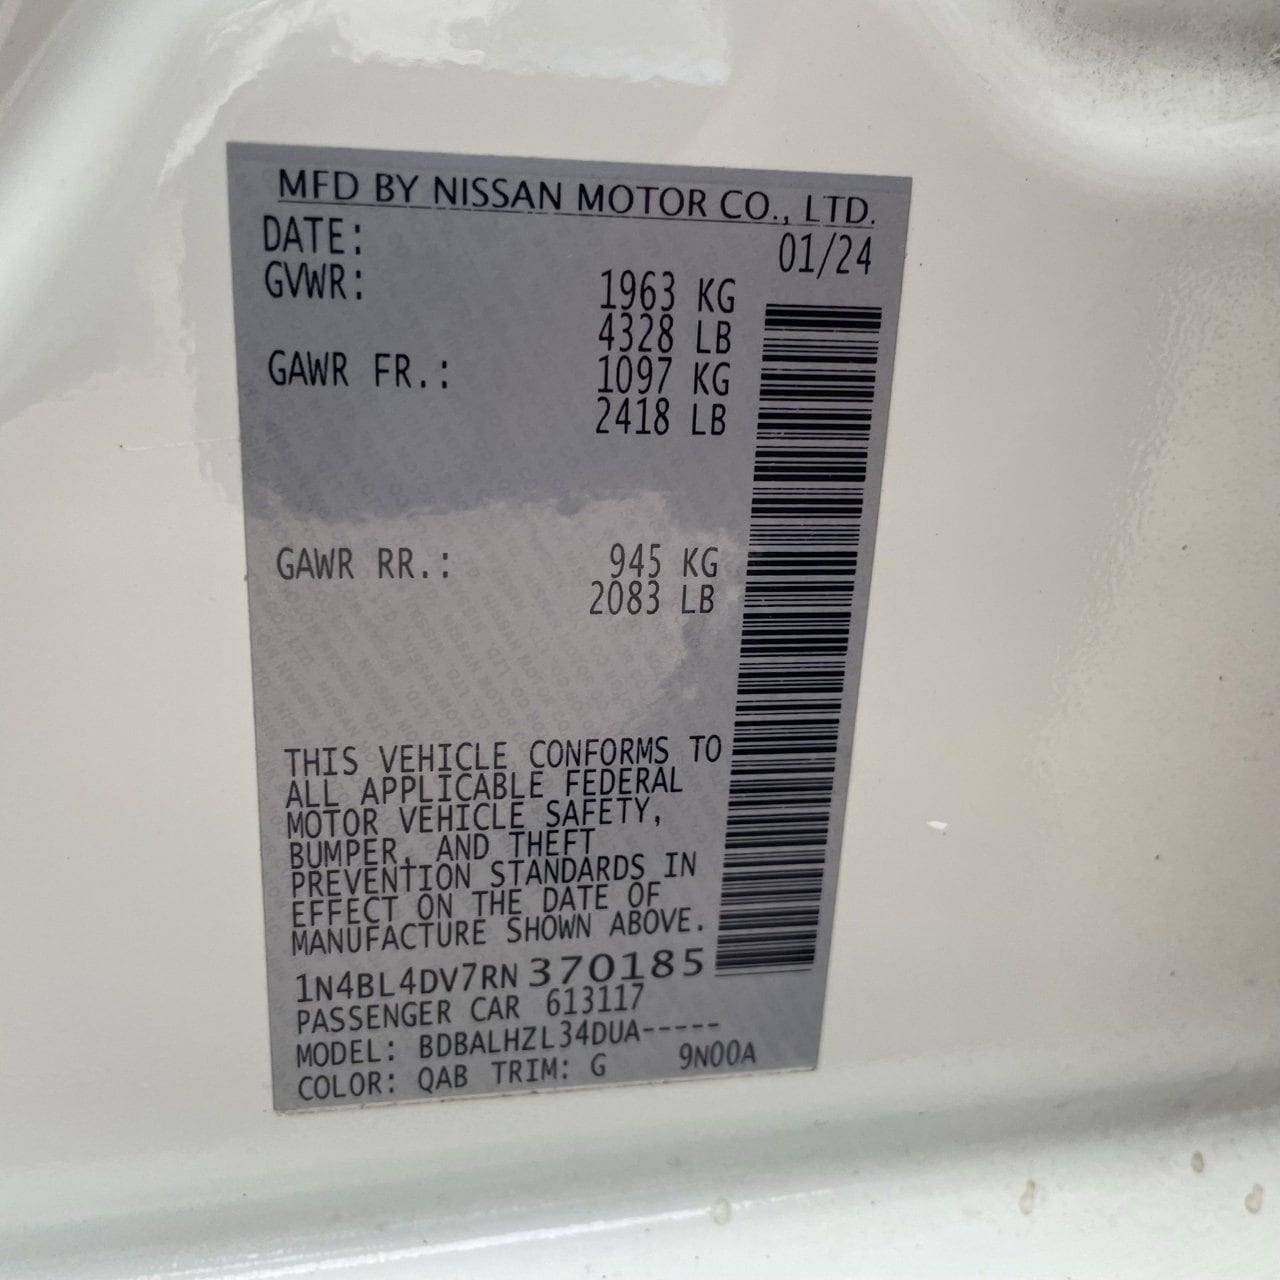 MFD BY NISSAN MOTOR CO., LTD.
DATE: 01/24
GVWR: 1963 KG
4328 LB
GAWR FR.: 1097 KG
2418 LB
GAWR RR.: 945 KG
2083 LB
THIS VEHICLE CONFORMS TO
ALL APPLICABLE FEDERAL
MOTOR VEHICLE SAFETY,
BUMPER, AND THEFT
PREVENTION STANDARDS IN
EFFECT ON THE DATE OF
MANUFACTURE SHOWN ABOVE.
1N4BL4DV7RN 370185
PASSENGER CAR 613117
MODEL: BDBALHZL34DUA-----
COLOR: QAB TRIM: G 9N00A